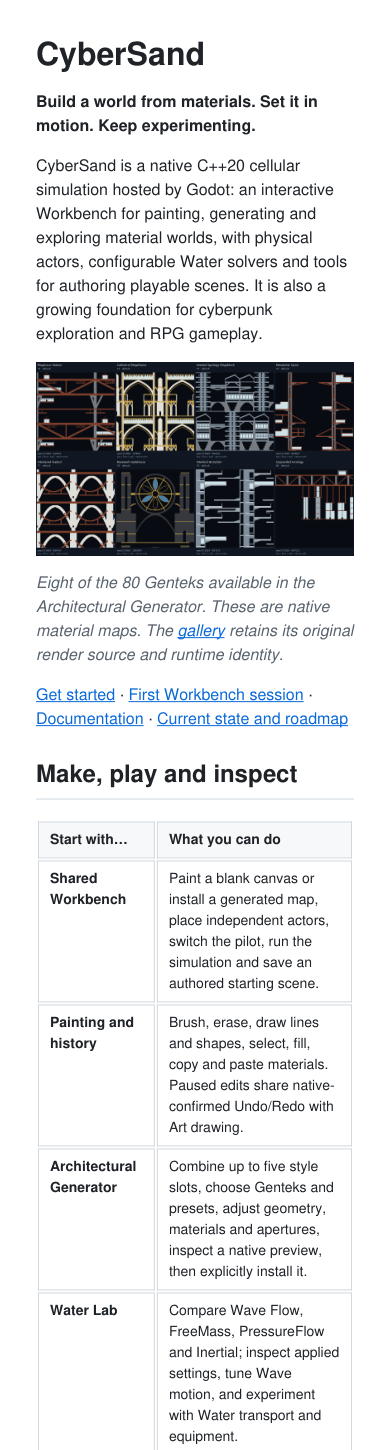 CyberSand
Build a world from materials. Set it in
motion. Keep experimenting.
CyberSand is a native C++20 cellular
simulation hosted by Godot: an interactive
Workbench for painting, generating and
exploring material worlds, with physical
actors, configurable Water solvers and tools
for authoring playable scenes. It is also a
growing foundation for cyberpunk
exploration and RPG gameplay.
Eight of the 80 Genteks available in the
Architectural Generator. These are native
material maps. The gallery retains its original
render source and runtime identity.
Get started · First Workbench session ·
Documentation · Current state and roadmap
Make, play and inspect
Start with… What you can do
Shared
Workbench
Paint a blank canvas or
install a generated map,
place independent actors,
switch the pilot, run the
simulation and save an
authored starting scene.
Painting and
history
Brush, erase, draw lines
and shapes, select, fill,
copy and paste materials.
Paused edits share native-
confirmed Undo/Redo with
Art drawing.
Architectural
Generator
Combine up to five style
slots, choose Genteks and
presets, adjust geometry,
materials and apertures,
inspect a native preview,
then explicitly install it.
Water Lab
Compare Wave Flow,
FreeMass, PressureFlow
and Inertial; inspect applied
settings, tune Wave
motion, and experiment
with Water transport and
equipment.